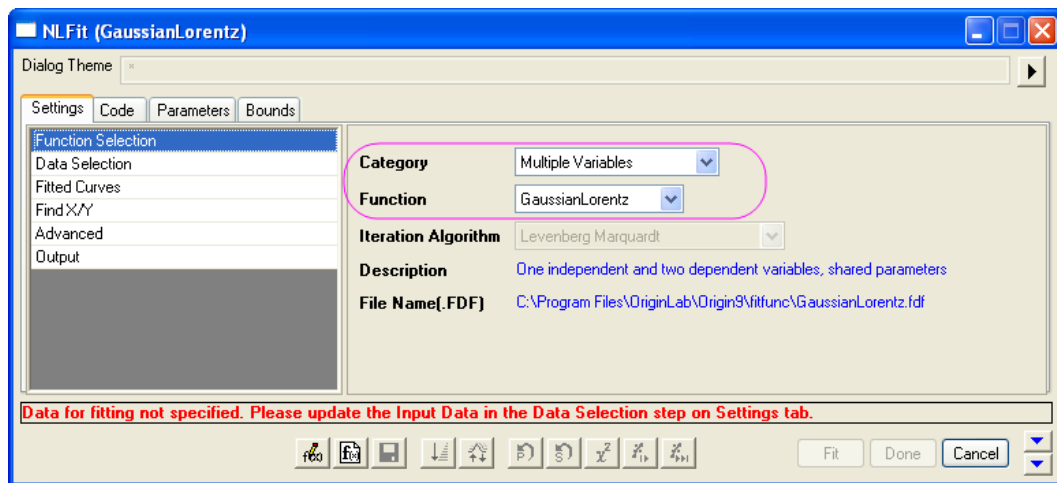 NLFit (GaussianLorentz)
Dialog Theme *
Settings Code Parameters Bounds
Function Selection
Data Selection
Fitted Curves
Find X/Y
Advanced
Output
Category Multiple Variables
Function GaussianLorentz
Iteration Algorithm Levenberg Marquardt
Description One independent and two dependent variables, shared parameters
File Name(.FDF) C:\Program Files\OriginLab\Origin9\fitfunc\GaussianLorentz.fdf
Data for fitting not specified. Please update the Input Data in the Data Selection step on Settings tab.
Fit Done Cancel